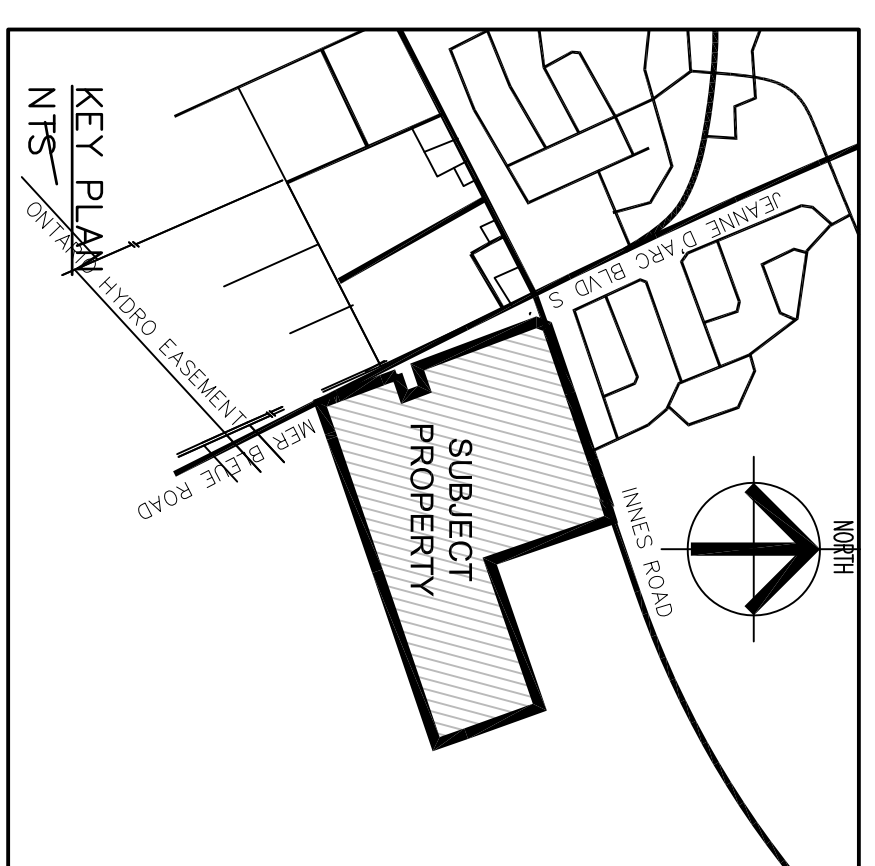 NORTH
JEANNE D'ARC BLVD S
INNES ROAD
SUBJECT
PROPERTY
MER BLEUE ROAD
ONTARIO HYDRO EASEMENT
KEY PLAN
NTS